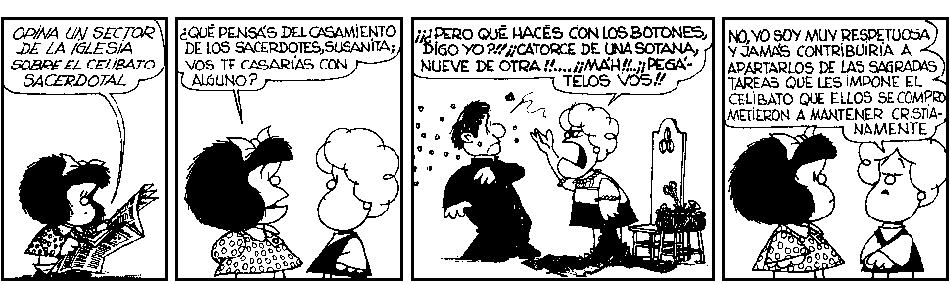 OPINA UN SECTOR
DE LA IGLESIA
SOBRE EL CELIBATO
SACERDOTAL
¿QUÉ PENSÁS DEL CASAMIENTO
DE LOS SACERDOTES, SUSANITA;
VOS TE CASARÍAS CON
ALGUNO?
¡¡¡PERO QUÉ HACÉS CON LOS BOTONES,
DIGO YO?!!¡¡CATORCE DE UNA SOTANA,
NUEVE DE OTRA!!....¡¡MÁH!!..¡¡PEGÁ-
TELOS VOS!!
NO, YO SOY MUY RESPETUOSA
Y JAMÁS CONTRIBUIRÍA A
APARTARLOS DE LAS SAGRADAS
TAREAS QUE LES IMPONE EL
CELIBATO QUE ELLOS SE COMPRO
METIERON A MANTENER CRSTIA-
NAMENTE